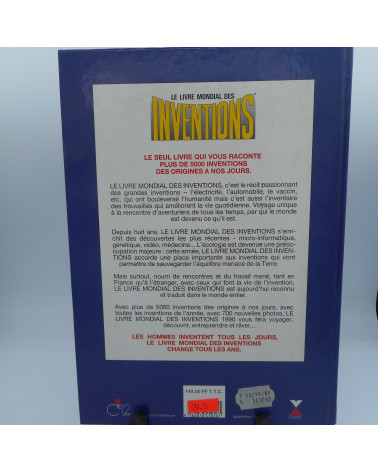 LE LIVRE MONDIAL DES
INVENTIONS
LE SEUL LIVRE QUI VOUS RACONTE
PLUS DE 5000 INVENTIONS
DES ORIGINES A NOS JOURS.
LE LIVRE MONDIAL DES INVENTIONS, c'est le récit passionnant
des grandes inventions – l'électricité, l'automobile, le vaccin,
etc, qui ont bouleversé l'humanité mais c'est aussi l'inventaire
des trouvailles qui améliorent la vie quotidienne. Voyage unique
à la rencontre d'aventuriers de tous les temps, par qui le monde
est devenu ce qu'il est.
Depuis huit ans, LE LIVRE MONDIAL DES INVENTIONS s'enri-
chit des découvertes les plus récentes - micro-informatique,
génétique, vidéo, médecine... L'écologie est devenue une préoc-
cupation majeure : cette année, LE LIVRE MONDIAL DES INVEN-
TIONS accorde une place importante aux inventions qui vont
permettre de sauvegarder l'équilibre menacé de la Terre.
Mais surtout, nourri de rencontres et du travail mené, tant en
France qu'à l'étranger, avec ceux qui font la vie de l'invention,
LE LIVRE MONDIAL DES INVENTIONS est aujourd'hui reconnu
et traduit dans le monde entier.
Avec plus de 5000 inventions des origines à nos jours, avec
toutes les inventions de l'année, avec 700 nouvelles photos, LE
LIVRE MONDIAL DES INVENTIONS 1990 vous fera voyager,
découvrir, entreprendre et rêver...
LES HOMMES INVENTENT TOUS LES JOURS,
LE LIVRE MONDIAL DES INVENTIONS
CHANGE TOUS LES ANS.
149,00 FF T.T.C.